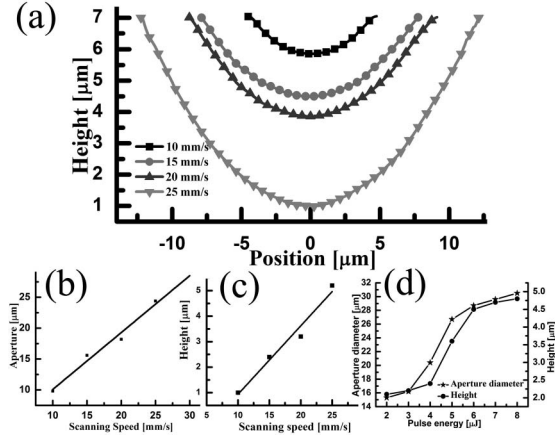 (a)
7
6
5
4
3
2
1
Height [μm]
10 mm/s
15 mm/s
20 mm/s
25 mm/s
-10 -5 0 5 10
Position [μm]
(b)
25
20
15
10
Aperture [μm]
10 15 20 25 30
Scanning Speed [mm/s]
(c)
5
4
3
2
1
Height [μm]
5 10 15 20 25
Scanning speed [mm/s]
(d)
32
30
28
26
24
22
20
18
16
14
Aperture diameter [μm]
5.0
4.5
4.0
3.5
3.0
2.5
2.0
Height [μm]
Aperture diameter
Height
2 3 4 5 6 7 8
Pulse energy [μJ]